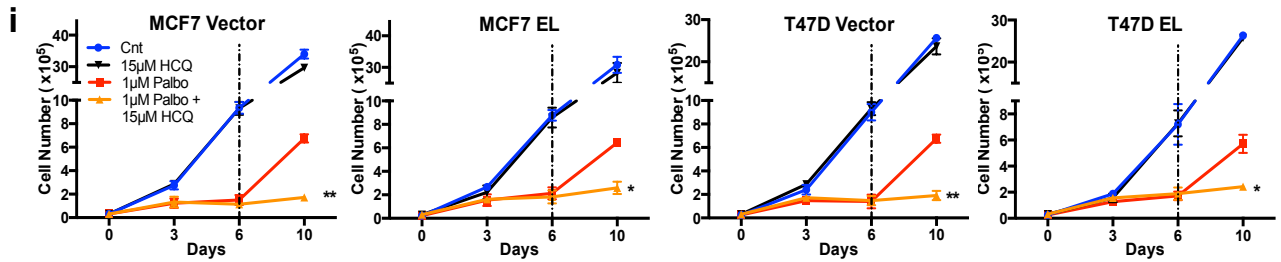 i
MCF7 Vector
Cell Number ( x10⁵)
40
30
10
8
6
4
2
0
Cnt
15µM HCQ
1µM Palbo
1µM Palbo +
15µM HCQ
**
0 3 6 10
Days
MCF7 EL
Cell Number ( x10⁵)
40
30
10
8
6
4
2
0
*
0 3 6 10
Days
T47D Vector
Cell Number ( x10⁵)
30
20
10
8
6
4
2
0
**
0 3 6 10
Days
T47D EL
Cell Number ( x10⁵)
30
20
10
8
6
4
2
0
*
0 3 6 10
Days